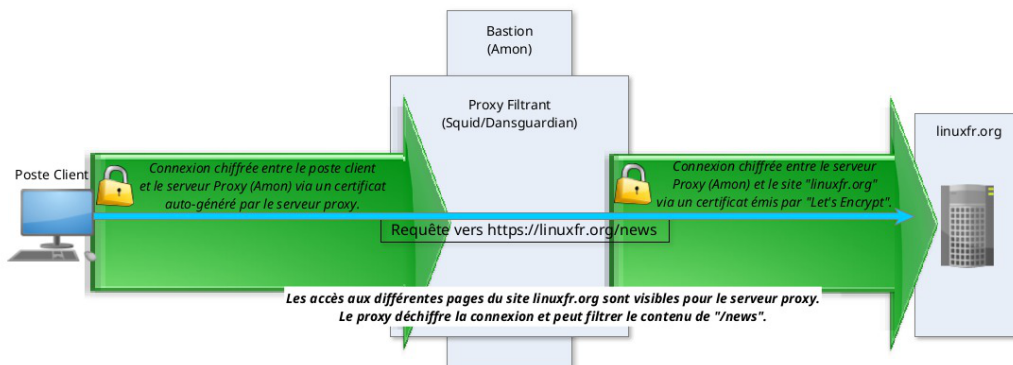 Bastion
(Amon)
Proxy Filtrant
(Squid/Dansguardian)
linuxfr.org
Poste Client
Connexion chiffrée entre le poste client
et le serveur Proxy (Amon) via un certificat
auto-généré par le serveur proxy.
Connexion chiffrée entre le serveur
Proxy (Amon) et le site "linuxfr.org"
via un certificat émis par "Let's Encrypt".
Requête vers https://linuxfr.org/news
Les accès aux différentes pages du site linuxfr.org sont visibles pour le serveur proxy.
Le proxy déchiffre la connexion et peut filtrer le contenu de "/news".